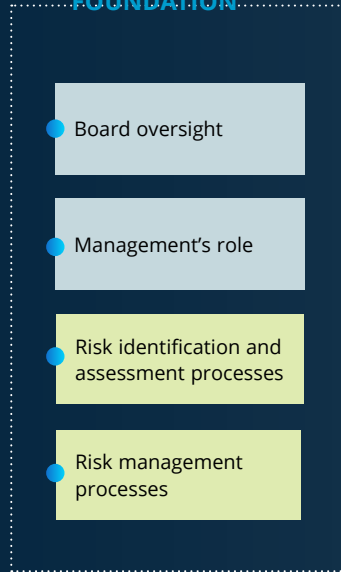 FOUNDATION
Board oversight
Management’s role
Risk identification and
assessment processes
Risk management
processes